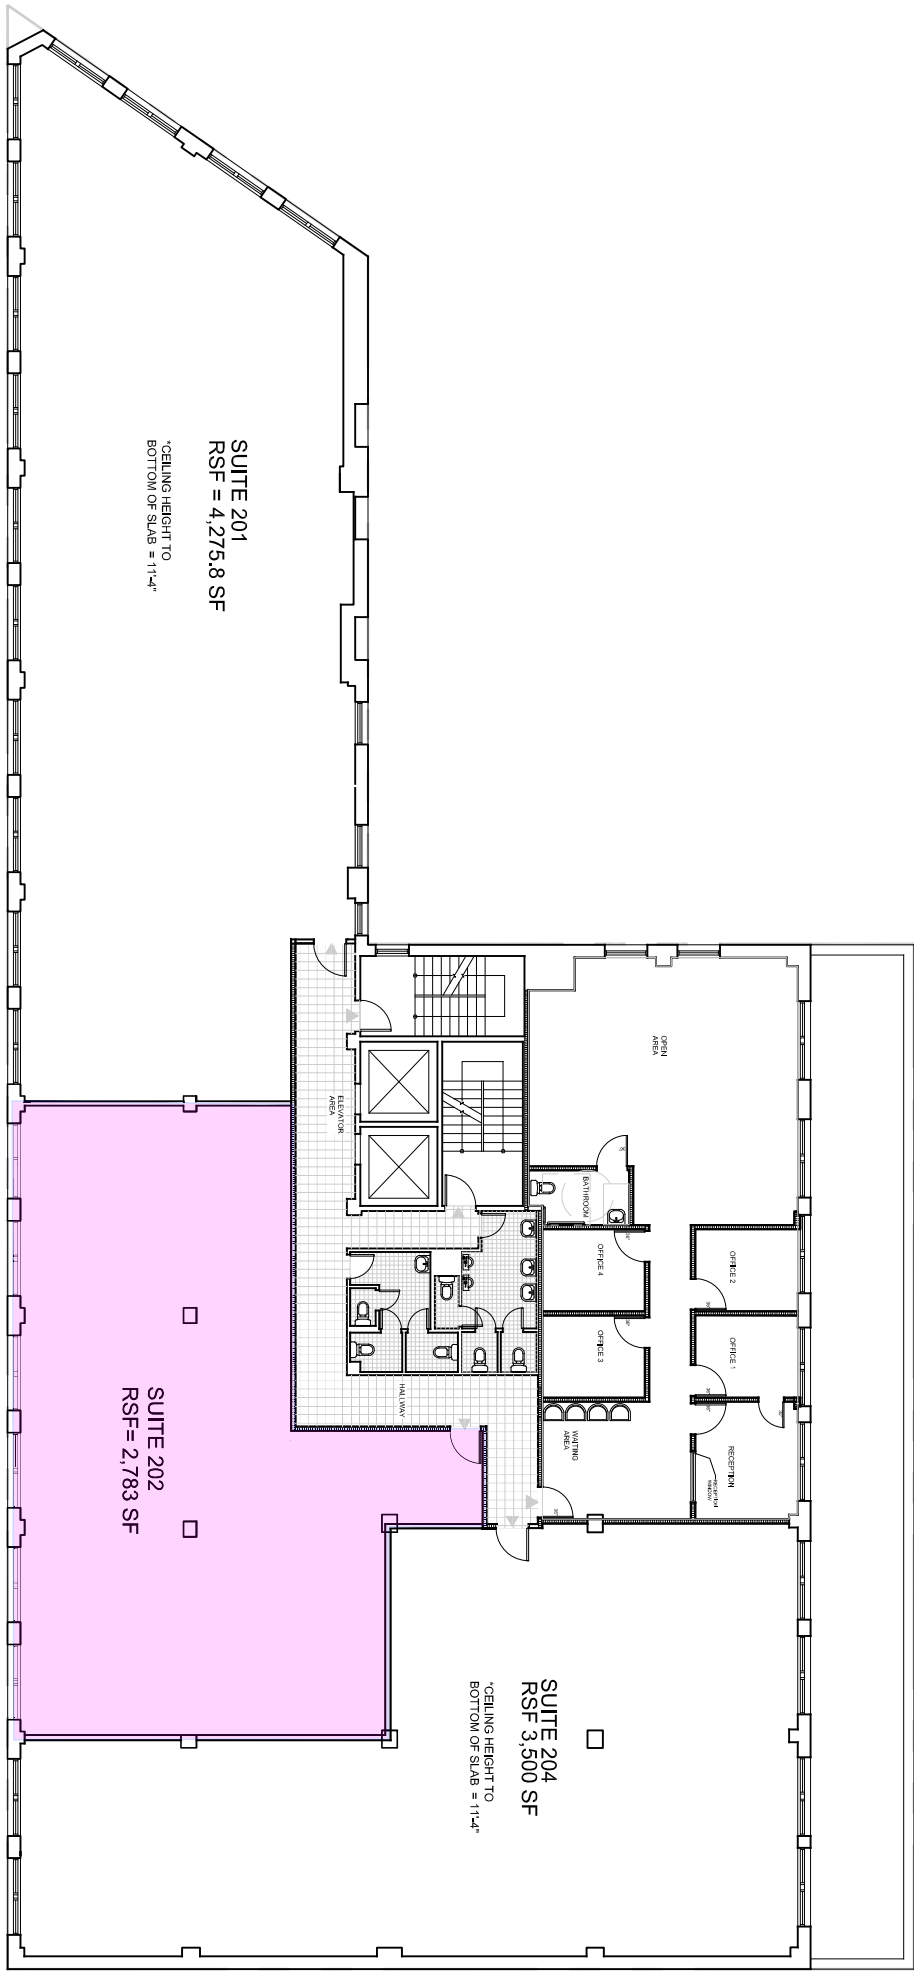 SUITE 201
RSF = 4,275.8 SF
*CEILING HEIGHT TO
BOTTOM OF SLAB = 11'-4"
OPEN
AREA
ELEVATOR
AREA
BATHROOM
OFFICE 4
OFFICE 2
OFFICE 3
OFFICE 1
HALLWAY
WAITING
AREA
RECEPTION
RECEPTION
WINDOW
SUITE 202
RSF= 2,783 SF
SUITE 204
RSF 3,500 SF
*CEILING HEIGHT TO
BOTTOM OF SLAB = 11'-4"